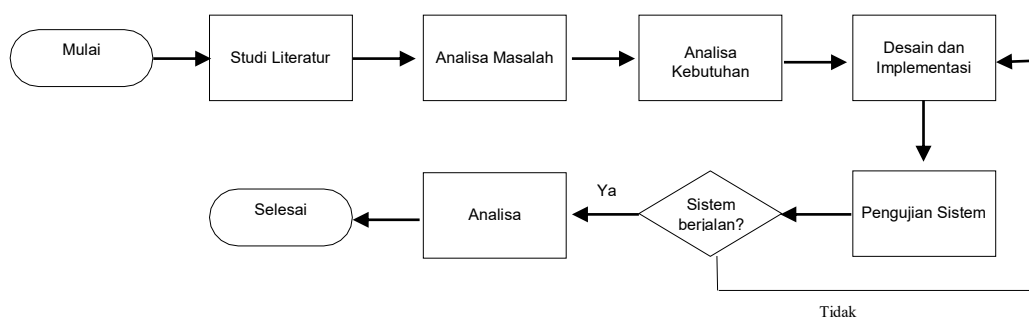 Mulai
Studi Literatur
Analisa Masalah
Analisa
Kebutuhan
Desain dan
Implementasi
Selesai
Analisa
Ya
Sistem
berjalan?
Pengujian Sistem
Tidak